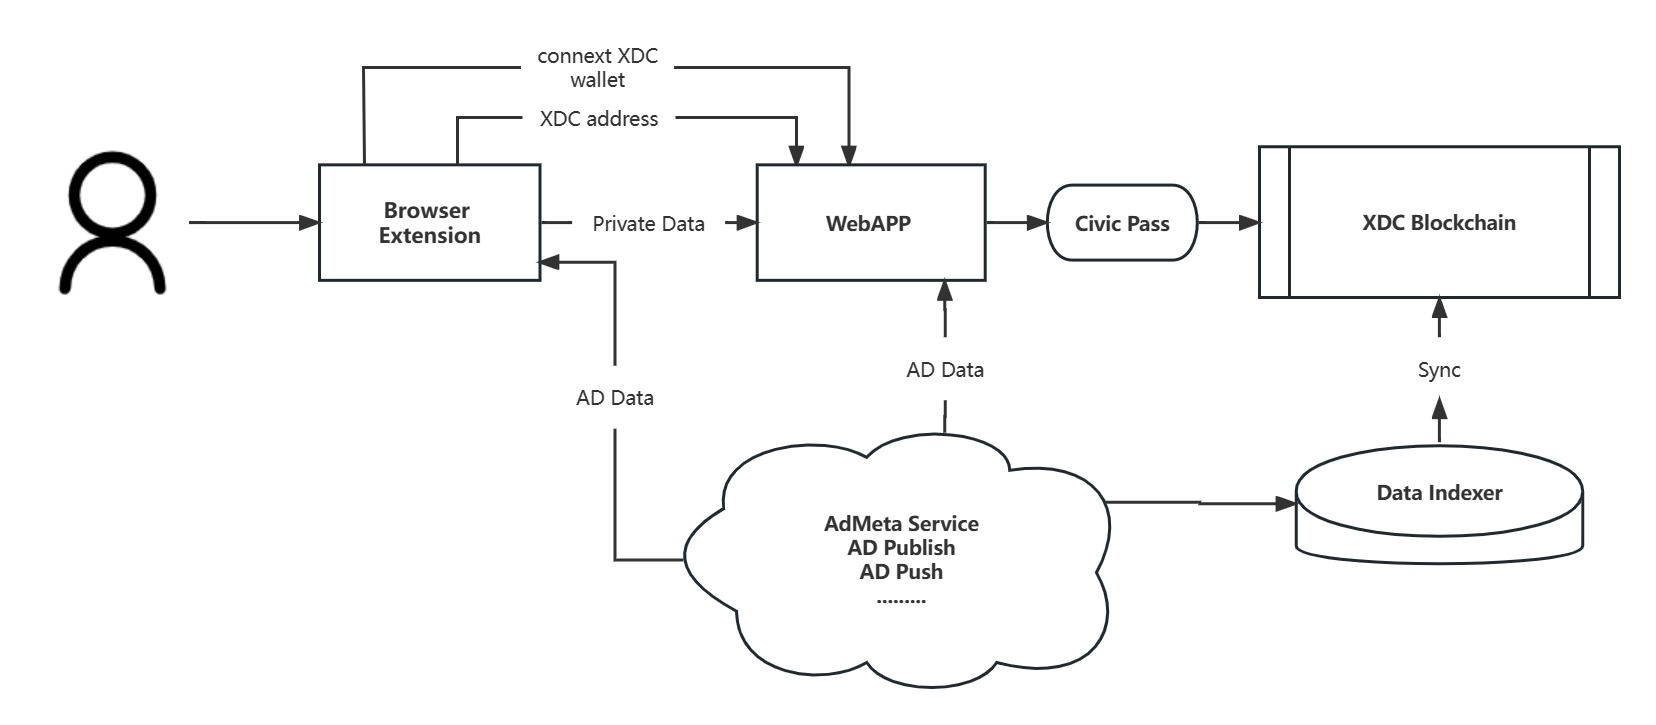 connext XDC
wallet
XDC address
Browser
Extension
Private Data
WebAPP
Civic Pass
XDC Blockchain
AD Data
AD Data
Sync
Data Indexer
AdMeta Service
AD Publish
AD Push
.........